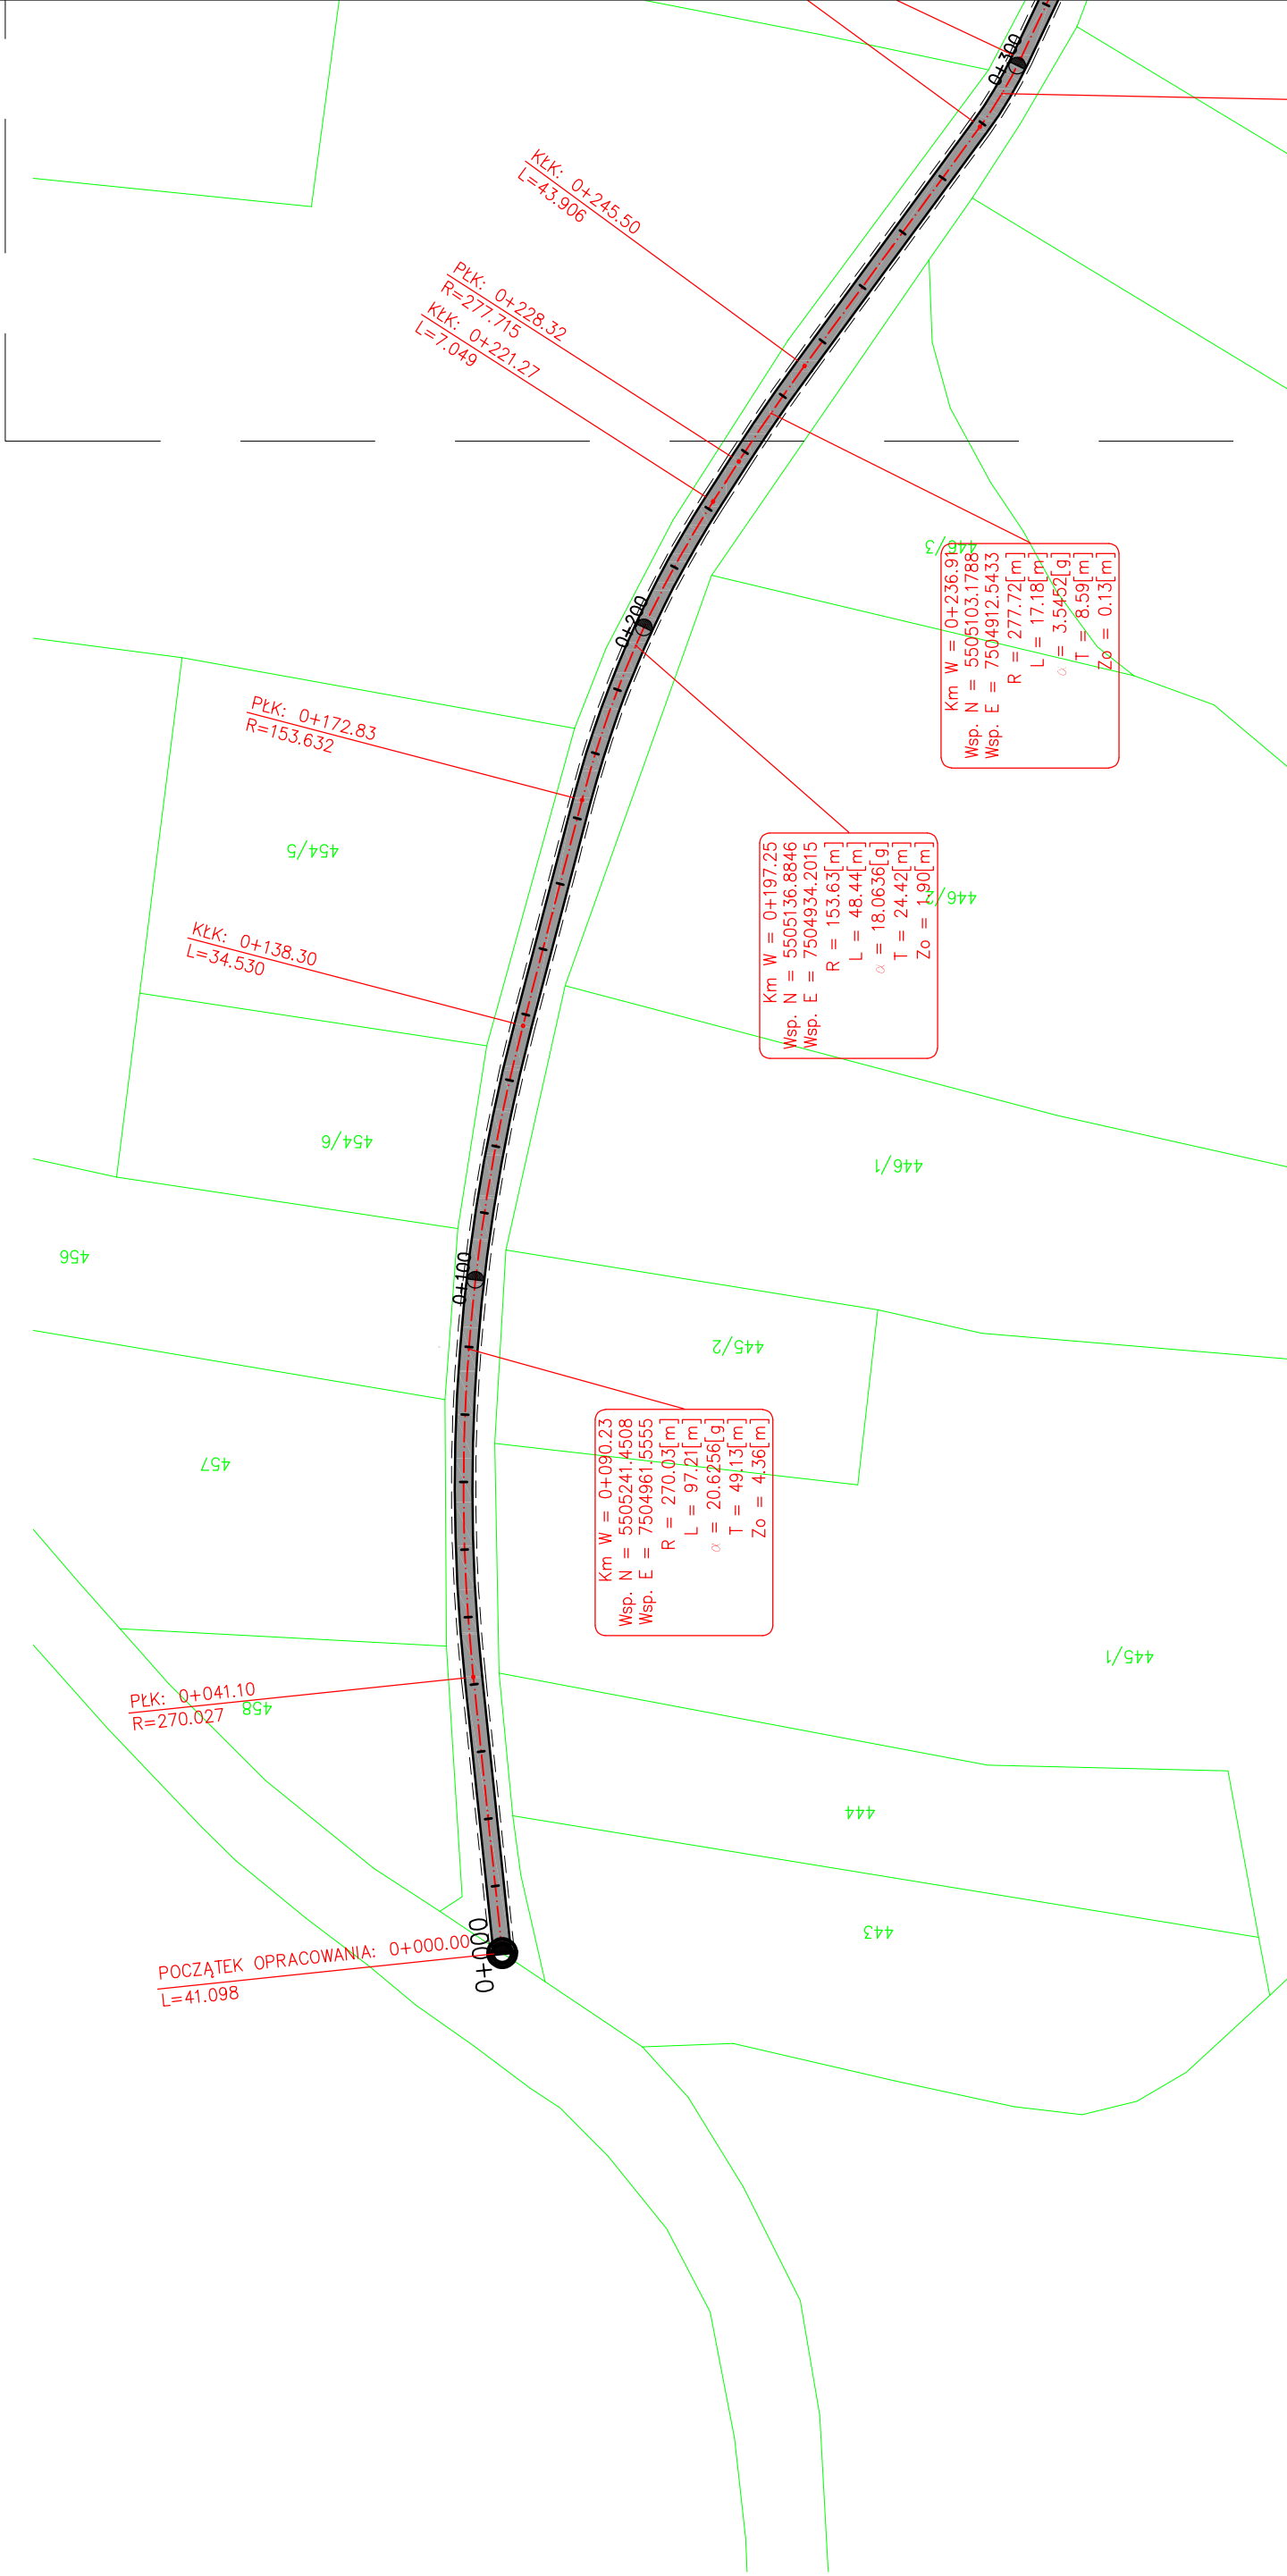 0+300
KŁK: 0+245.50
L=43.906
PŁK: 0+228.32
R=277.715
KŁK: 0+221.27
L=7.049
446/3
Km W = 0+236.91
Wsp. N = 5505103.1788
Wsp. E = 7504912.5433
R = 277.72[m]
L = 17.18[m]
α = 3.5452[g]
T = 8.59[m]
Zo = 0.13[m]
0+200
PŁK: 0+172.83
R=153.632
454/5
Km W = 0+197.25
Wsp. N = 5505136.8846
Wsp. E = 7504934.2015
R = 153.63[m]
L = 48.44[m]
α = 18.0636[g]
T = 24.42[m]
Zo = 1.90[m]
446/2
KŁK: 0+138.30
L=34.530
454/6
446/1
456
0+100
445/2
457
Km W = 0+090.23
Wsp. N = 5505241.4508
Wsp. E = 7504961.5555
R = 270.03[m]
L = 97.21[m]
α = 20.6256[g]
T = 49.13[m]
Zo = 4.36[m]
445/1
PŁK: 0+041.10
R=270.027
458
444
443
0+000
POCZĄTEK OPRACOWANIA: 0+000.00
L=41.098